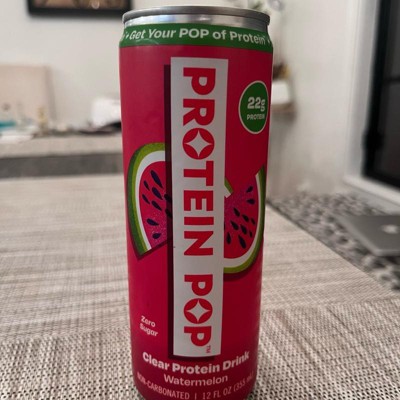 Get Your POP of Protein
22g
PROTEIN
PROTEIN POP™
Zero
Sugar
Clear Protein Drink
Watermelon
NON-CARBONATED | 12 FL OZ (355 mL)